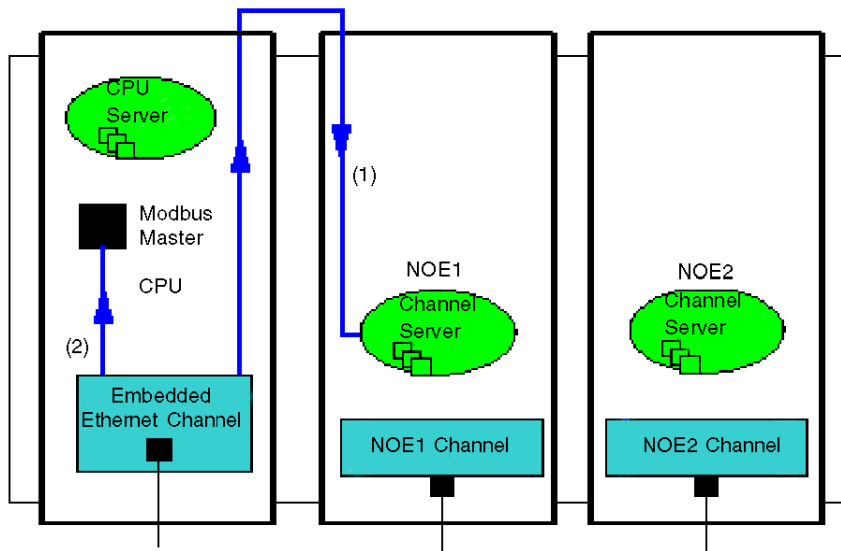 CPU
Server
(1)
Modbus
Master
NOE1
NOE2
CPU
Channel
Server
Channel
Server
(2)
Embedded
Ethernet Channel
NOE1 Channel
NOE2 Channel